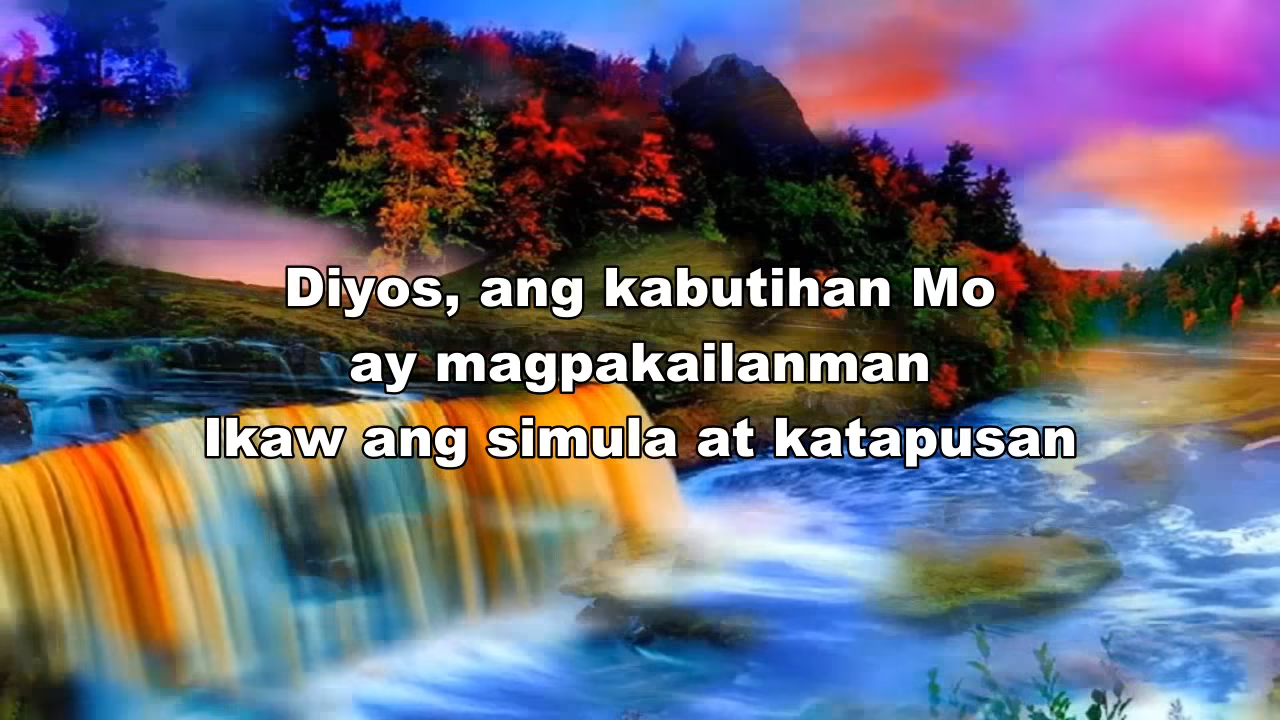 Diyos, ang kabutihan Mo
ay magpakailanman
Ikaw ang simula at katapusan